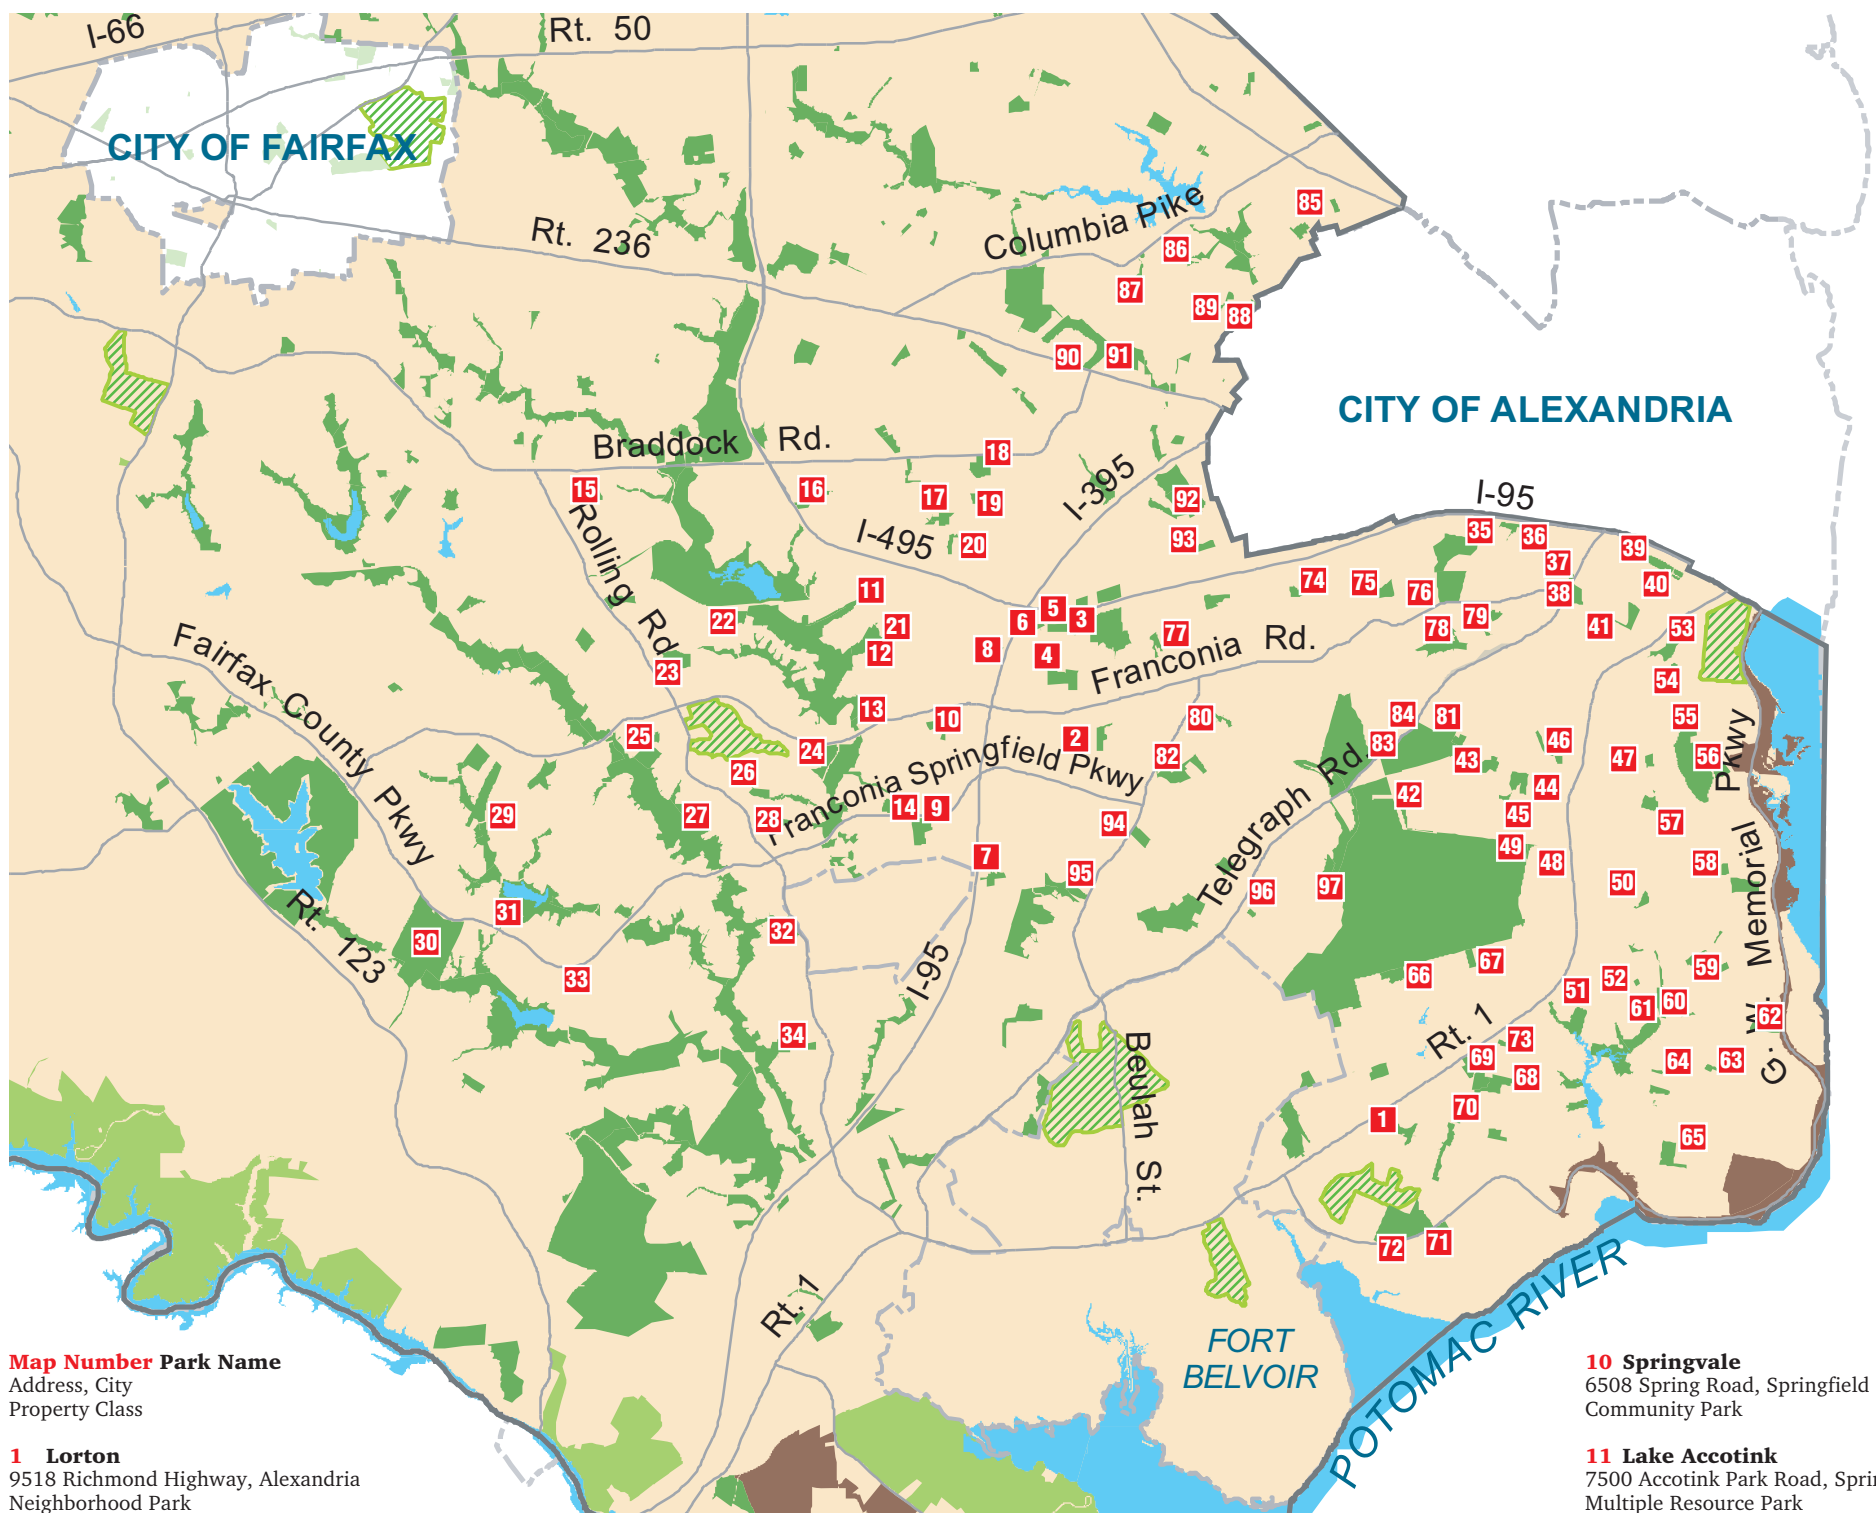 I-66
Rt. 50
CITY OF FAIRFAX
85
Columbia Pike
Rt. 236
86
87
89
88
90
91
CITY OF ALEXANDRIA
Braddock Rd.
18
I-395
15
16
17
19
92
I-95
Rolling Rd
I-495
20
93
35
36
39
37
74
75
76
38
40
11
5
6
3
22
21
79
78
41
53
77
12
8
4
Franconia Rd.
Fairfax County Pkwy
23
54
13
10
80
84
81
55
25
24
2
83
46
82
43
47
56
26
Franconia Springfield Pkwy
Telegraph Rd.
42
44
29
27
28
14
9
94
45
57
49
48
58
7
95
96
97
50
Rt. 123
31
30
32
G. W. Memorial Pkwy
33
I-95
66
67
59
52
51
61
60
62
34
Beulah St.
Rt. 1
73
69
68
64
63
70
1
65
72
71
Rt. 1
FORT
BELVOIR
POTOMAC RIVER
Map Number Park Name
Address, City
Property Class
1 Lorton
9518 Richmond Highway, Alexandria
Neighborhood Park
10 Springvale
6508 Spring Road, Springfield
Community Park
11 Lake Accotink
7500 Accotink Park Road, Sprin
Multiple Resource Park